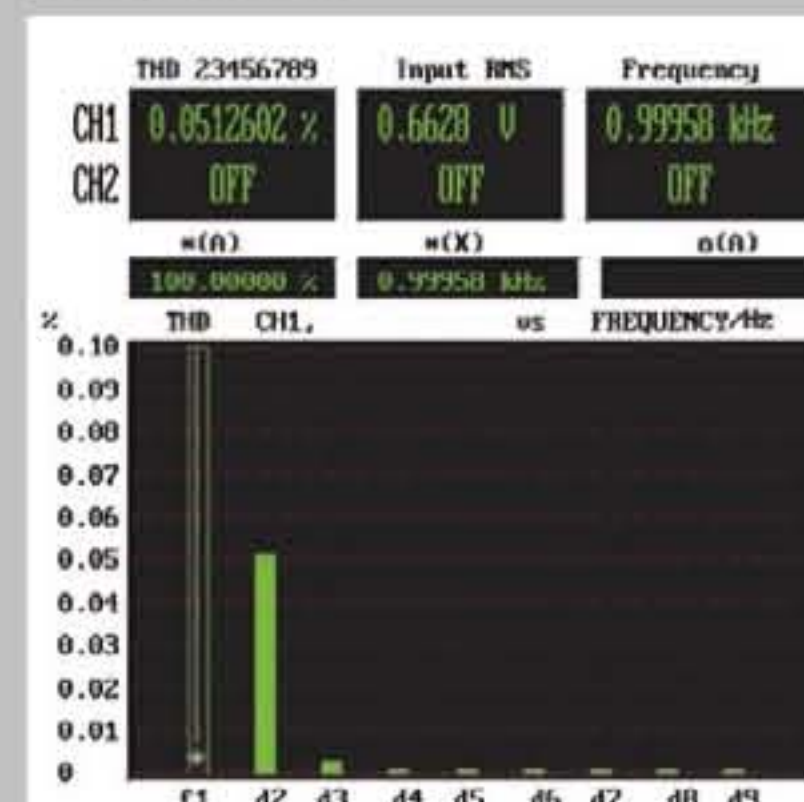 THD 23456789 Input RMS Frequency
CH1 0.0512602 % 0.6628 V 0.99958 kHz
CH2 OFF OFF OFF
*(A) *(X) o(A)
100.00000 % 0.99958 kHz
% THD CH1, vs FREQUENCY/Hz
0.10
0.09
0.08
0.07
0.06
0.05
0.04
0.03
0.02
0.01
0
f1 d2 d3 d4 d5 d6 d7 d8 d9